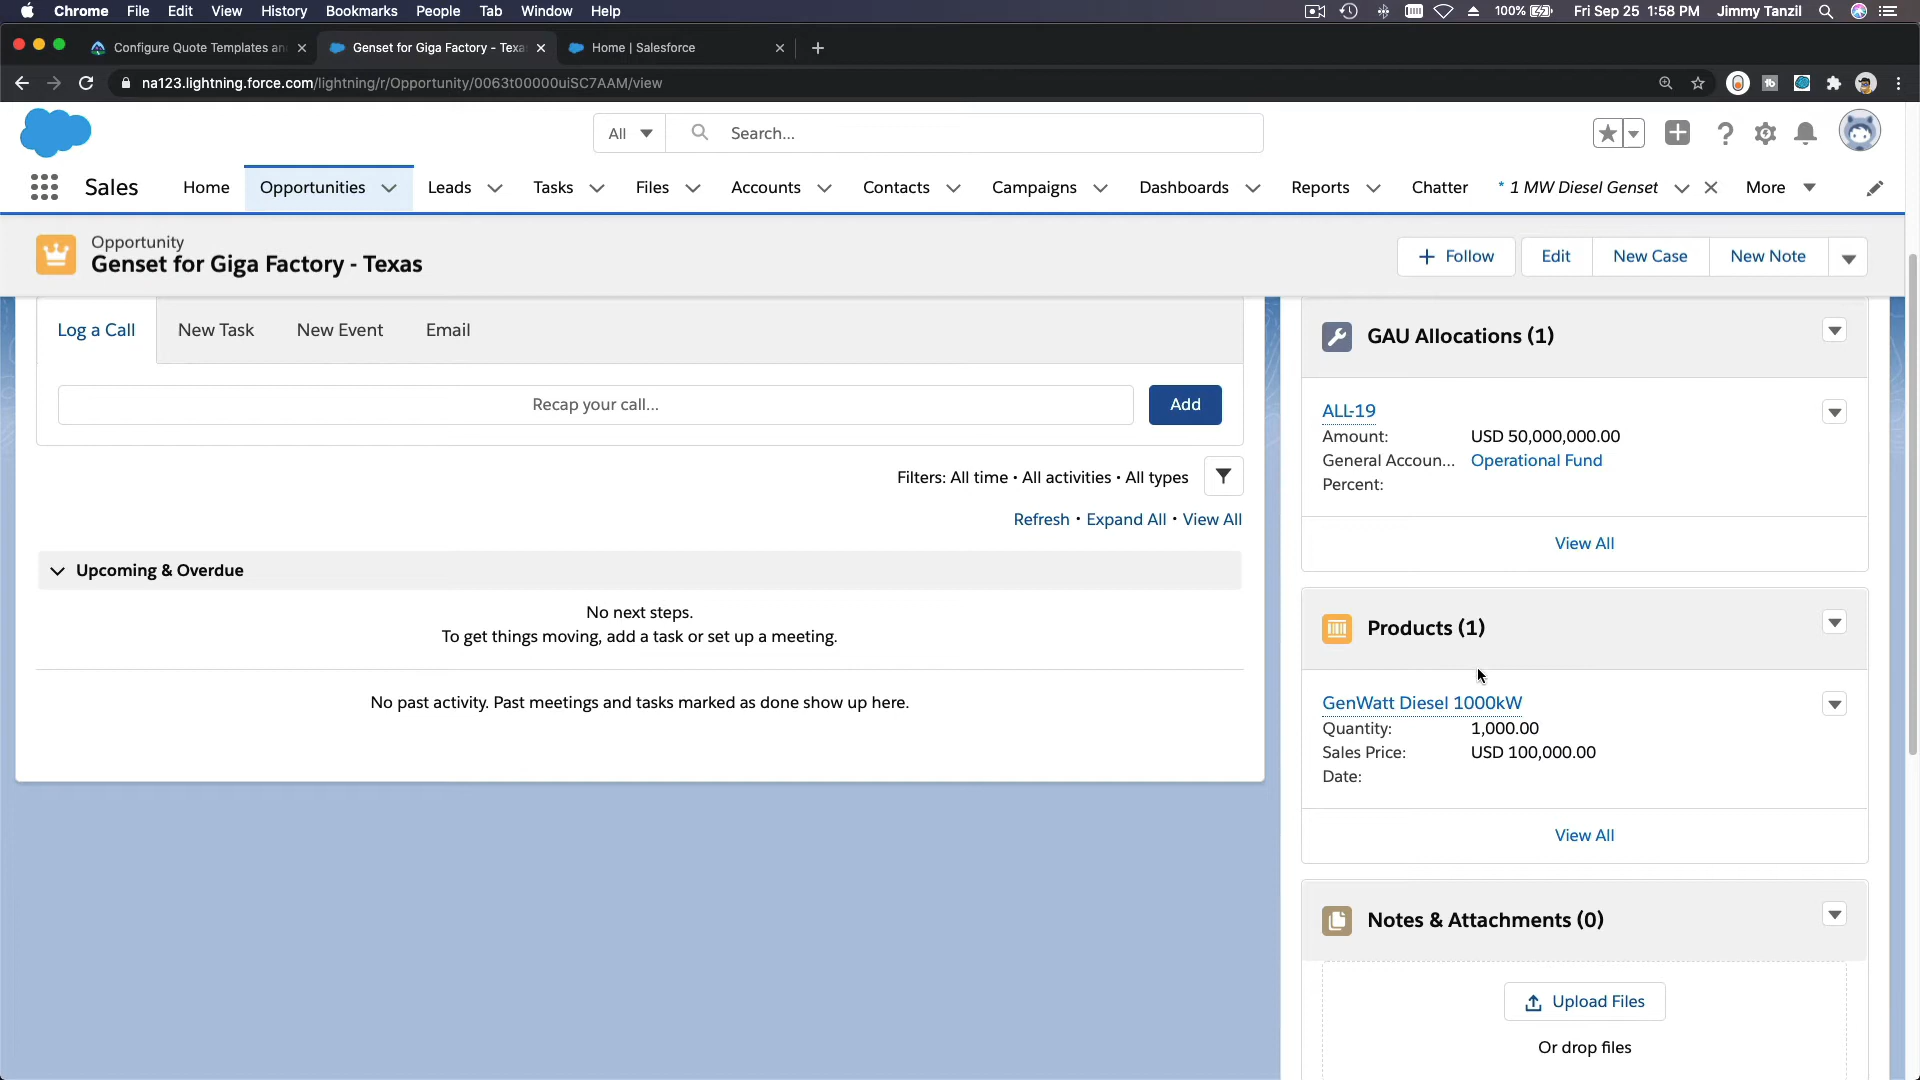 Chrome File Edit View History Bookmarks People Tab Window Help 100% Fri Sep 25 1:58 PM Jimmy Tanzil
Configure Quote Templates an
Genset for Giga Factory - Texa
Home | Salesforce
na123.lightning.force.com/lightning/r/Opportunity/0063t00000uiSC7AAM/view
All Search...
Sales Home Opportunities Leads Tasks Files Accounts Contacts Campaigns Dashboards Reports Chatter * 1 MW Diesel Genset More
Opportunity
Genset for Giga Factory - Texas
Follow Edit New Case New Note
Log a Call New Task New Event Email
Recap your call... Add
Filters: All time • All activities • All types
Refresh • Expand All • View All
Upcoming & Overdue
No next steps.
To get things moving, add a task or set up a meeting.
No past activity. Past meetings and tasks marked as done show up here.
GAU Allocations (1)
ALL-19
Amount: USD 50,000,000.00
General Accoun... Operational Fund
Percent:
View All
Products (1)
GenWatt Diesel 1000kW
Quantity: 1,000.00
Sales Price: USD 100,000.00
Date:
View All
Notes & Attachments (0)
Upload Files
Or drop files